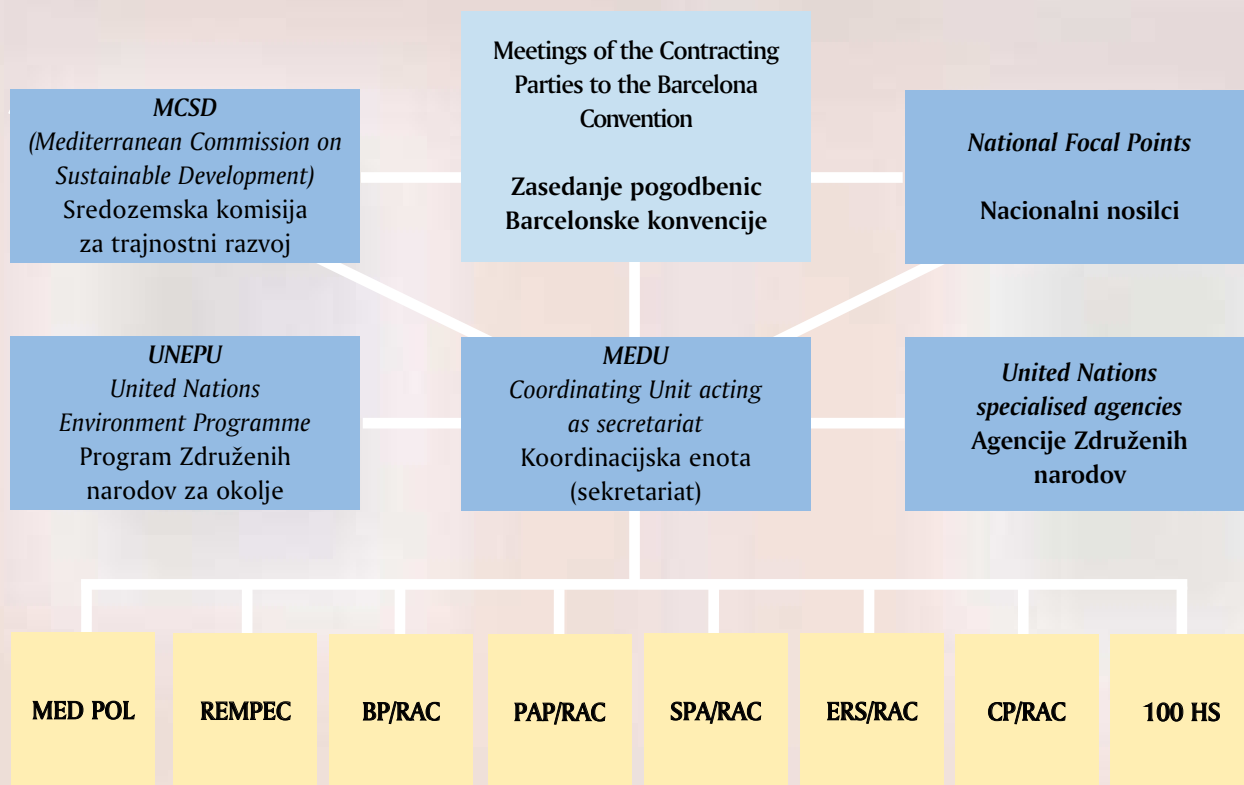 MCSD
(Mediterranean Commission on
Sustainable Development)
Sredozemska komisija
za trajnostni razvoj
Meetings of the Contracting
Parties to the Barcelona
Convention
Zasedanje pogodbenic
Barcelonske konvencije
National Focal Points
Nacionalni nosilci
UNEPU
United Nations
Environment Programme
Program Združenih
narodov za okolje
MEDU
Coordinating Unit acting
as secretariat
Koordinacijska enota
(sekretariat)
United Nations
specialised agencies
Agencije Združenih
narodov
MED POL
REMPEC
BP/RAC
PAP/RAC
SPA/RAC
ERS/RAC
CP/RAC
100 HS